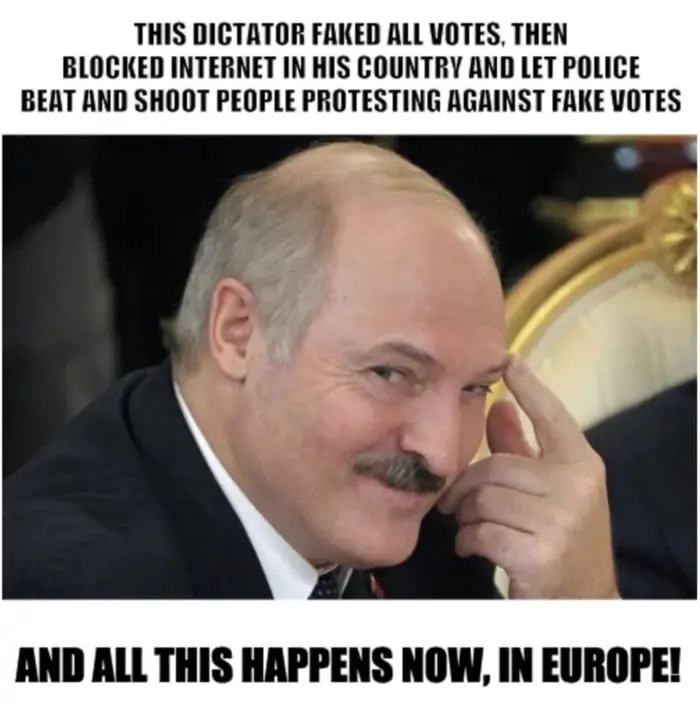 THIS DICTATOR FAKED ALL VOTES, THEN
BLOCKED INTERNET IN HIS COUNTRY AND LET POLICE
BEAT AND SHOOT PEOPLE PROTESTING AGAINST FAKE VOTES
AND ALL THIS HAPPENS NOW, IN EUROPE!